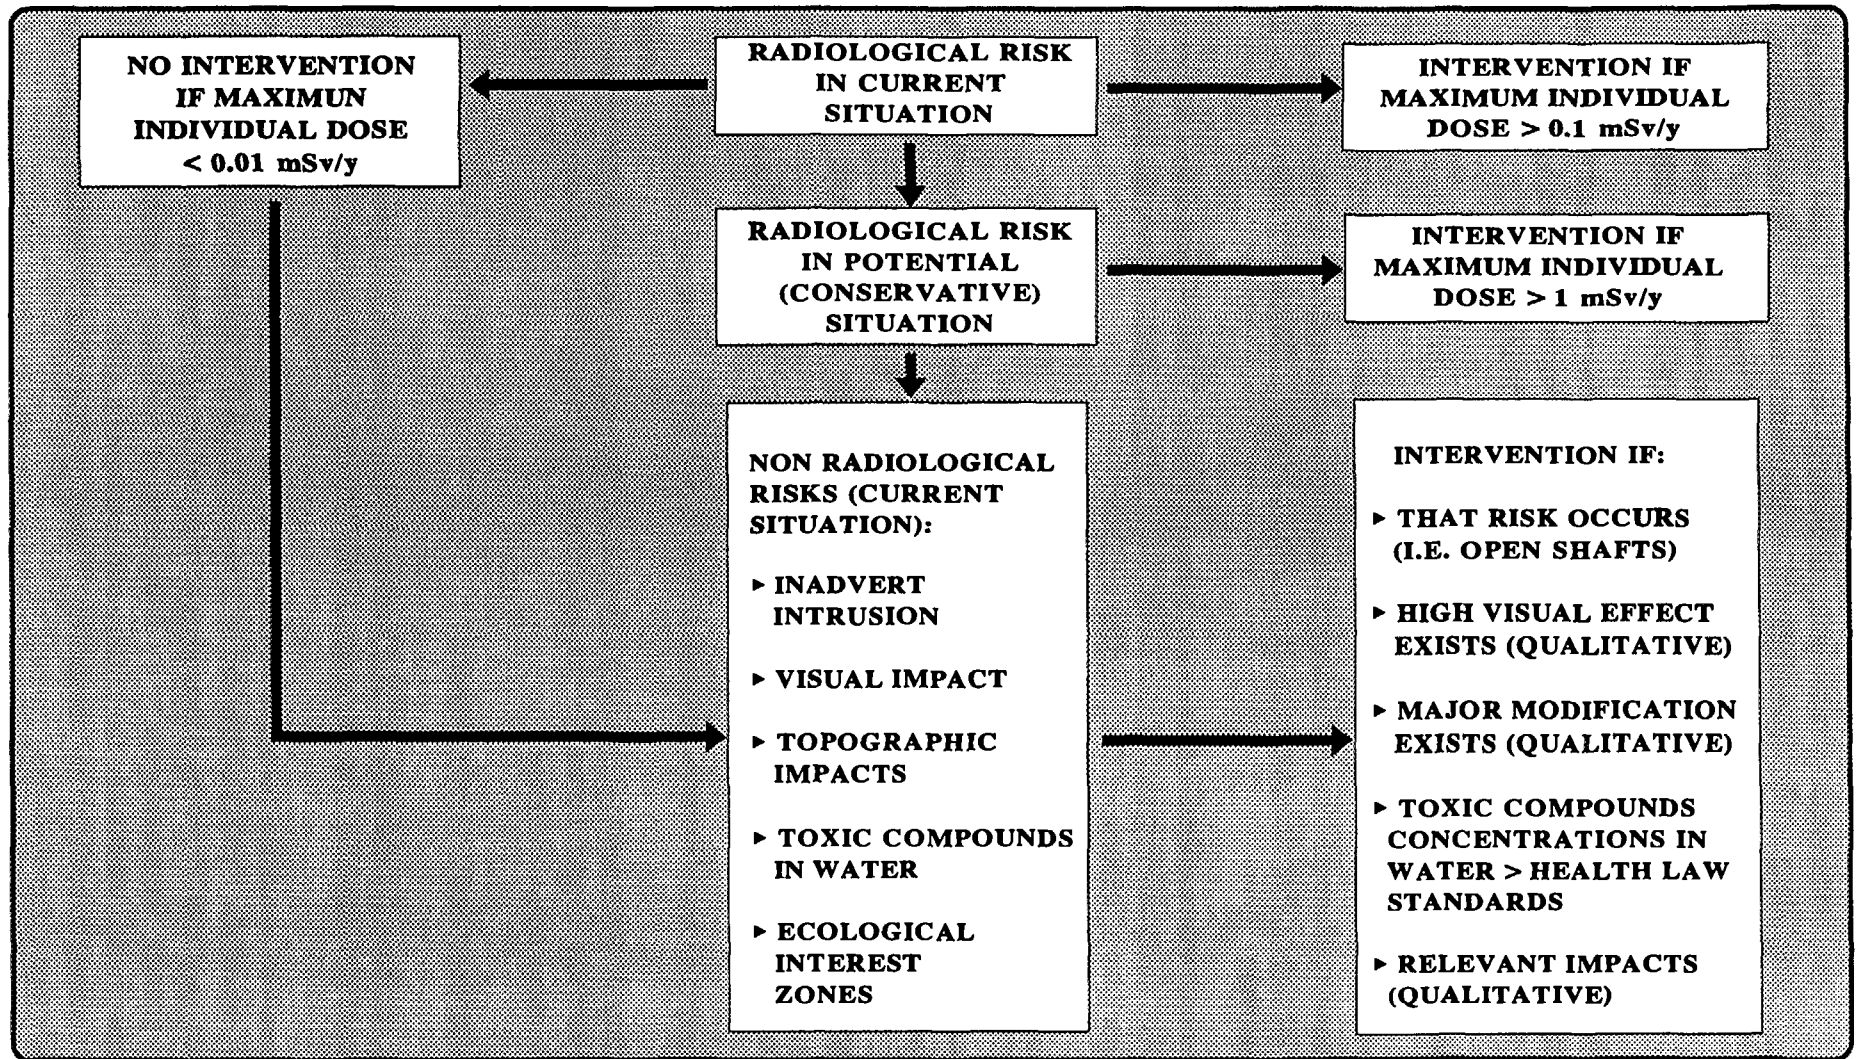 NO INTERVENTION
IF MAXIMUN
INDIVIDUAL DOSE
< 0.01 mSv/y
RADIOLOGICAL RISK
IN CURRENT
SITUATION
INTERVENTION IF
MAXIMUM INDIVIDUAL
DOSE > 0.1 mSv/y
RADIOLOGICAL RISK
IN POTENTIAL
(CONSERVATIVE)
SITUATION
INTERVENTION IF
MAXIMUM INDIVIDUAL
DOSE > 1 mSv/y
NON RADIOLOGICAL
RISKS (CURRENT
SITUATION):
▸ INADVERT
INTRUSION
▸ VISUAL IMPACT
▸ TOPOGRAPHIC
IMPACTS
▸ TOXIC COMPOUNDS
IN WATER
▸ ECOLOGICAL
INTEREST
ZONES
INTERVENTION IF:
▸ THAT RISK OCCURS
(I.E. OPEN SHAFTS)
▸ HIGH VISUAL EFFECT
EXISTS (QUALITATIVE)
▸ MAJOR MODIFICATION
EXISTS (QUALITATIVE)
▸ TOXIC COMPOUNDS
CONCENTRATIONS IN
WATER > HEALTH LAW
STANDARDS
▸ RELEVANT IMPACTS
(QUALITATIVE)